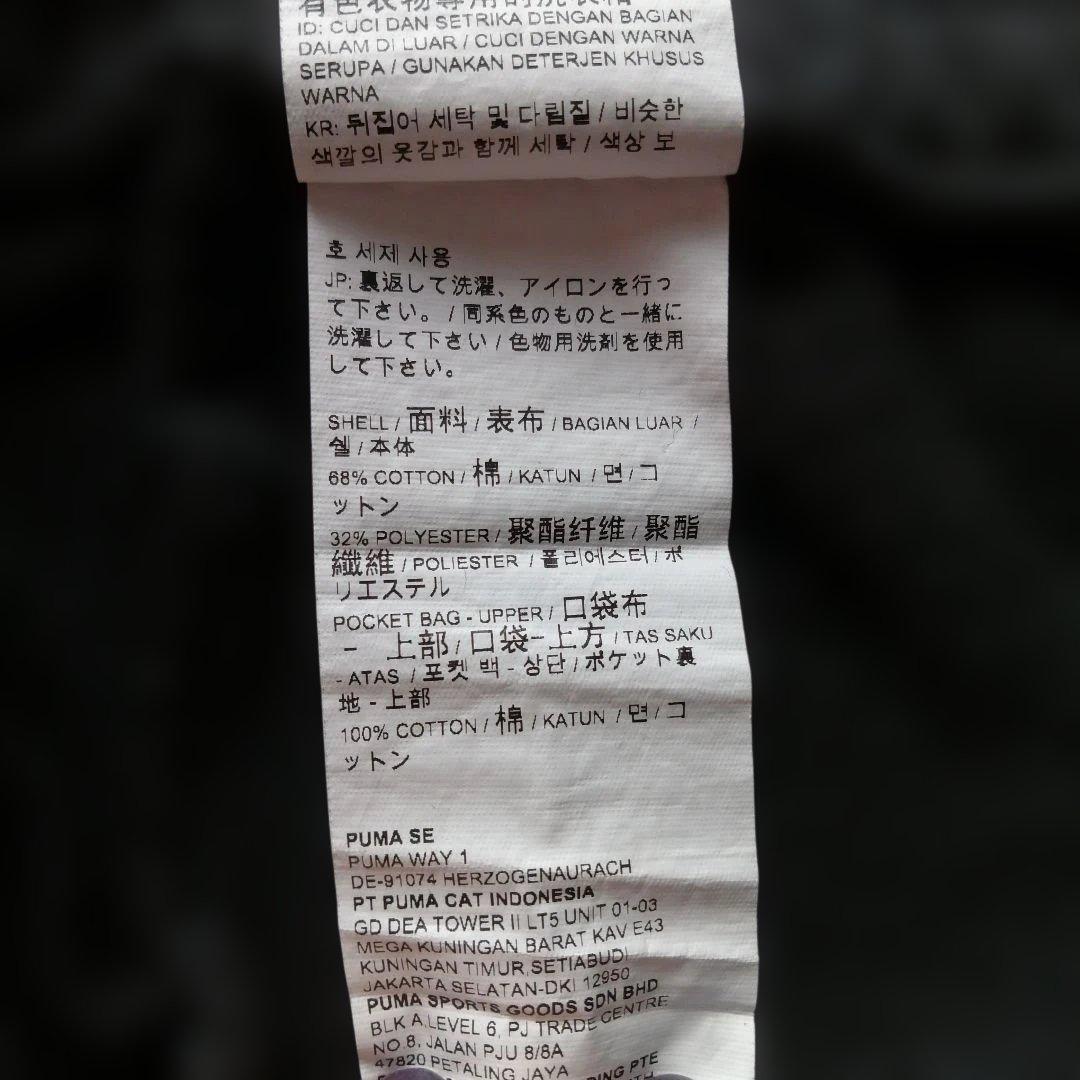 ID: CUCI DAN SETRIKA DENGAN BAGIAN
DALAM DI LUAR / CUCI DENGAN WARNA
SERUPA / GUNAKAN DETERJEN KHUSUS
WARNA
KR: 뒤집어 세탁 및 다림질 / 비슷한
색깔의 옷감과 함께 세탁 / 색상 보
호 세제 사용
JP: 裏返して洗濯、アイロンを行っ
て下さい。 / 同系色のものと一緒に
洗濯して下さい / 色物用洗剤を使用
して下さい。
SHELL / 面料 / 表布 / BAGIAN LUAR /
쉘 / 本体
68% COTTON / 棉 / KATUN / 면 / コ
ットン
32% POLYESTER / 聚酯纤维 / 聚酯
纖維 / POLIESTER / 폴리에스터 / ポ
リエステル
POCKET BAG - UPPER / 口袋布
- 上部 / 口袋-上方 / TAS SAKU
- ATAS / 포켓 백 - 상단 / ポケット裏
地 - 上部
100% COTTON / 棉 / KATUN / 면 / コ
ットン
PUMA SE
PUMA WAY 1
DE-91074 HERZOGENAURACH
PT PUMA CAT INDONESIA
GD DEA TOWER II LT5 UNIT 01-03
MEGA KUNINGAN BARAT KAV E43
KUNINGAN TIMUR,SETIABUDI
JAKARTA SELATAN-DKI 12950
PUMA SPORTS GOODS SDN BHD
BLK A,LEVEL 6, PJ TRADE CENTRE
NO.8, JALAN PJU 8/8A
47820 PETALING JAYA
PTE